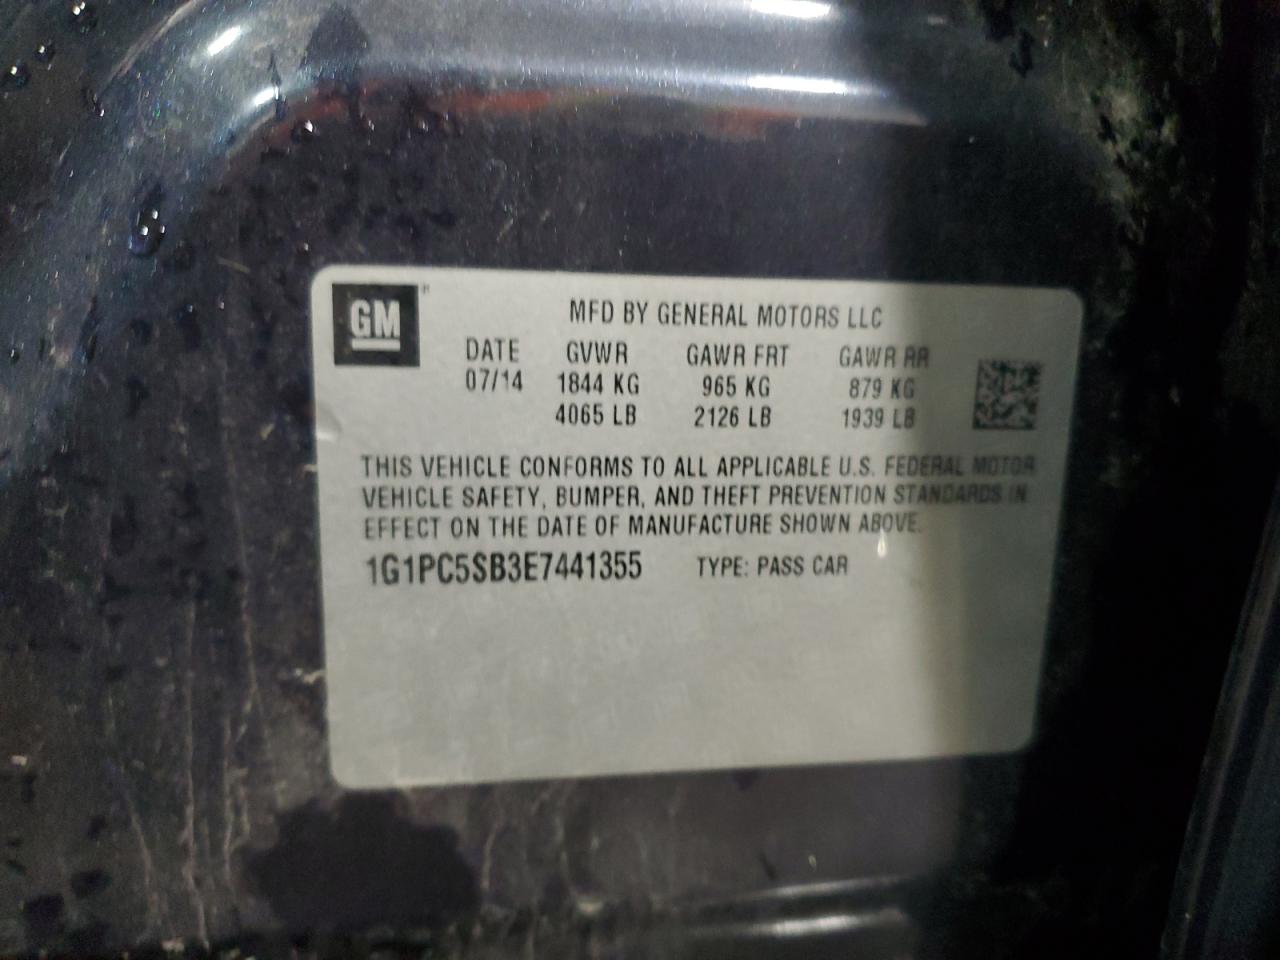 GM
MFD BY GENERAL MOTORS LLC
DATE GVWR GAWR FRT GAWR RR
07/14 1844 KG 965 KG 879 KG
4065 LB 2126 LB 1939 LB
THIS VEHICLE CONFORMS TO ALL APPLICABLE U.S. FEDERAL MOTOR
VEHICLE SAFETY, BUMPER, AND THEFT PREVENTION STANDARDS IN
EFFECT ON THE DATE OF MANUFACTURE SHOWN ABOVE.
1G1PC5SB3E7441355 TYPE: PASS CAR